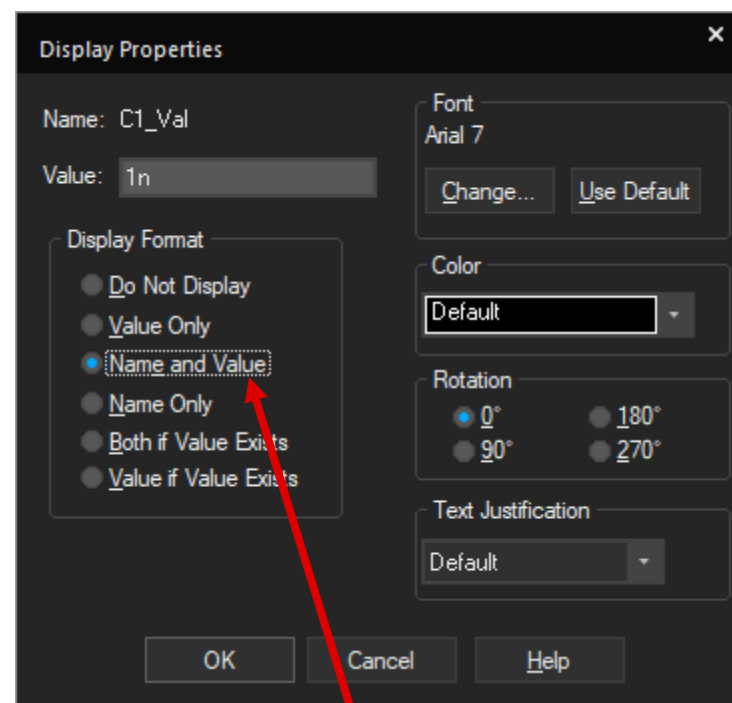 Display Properties
Name: C1_Val
Value: 1n
Display Format
Do Not Display
Value Only
Name and Value
Name Only
Both if Value Exists
Value if Value Exists
Font
Arial 7
Change... Use Default
Color
Default
Rotation
0° 180°
90° 270°
Text Justification
Default
OK Cancel Help